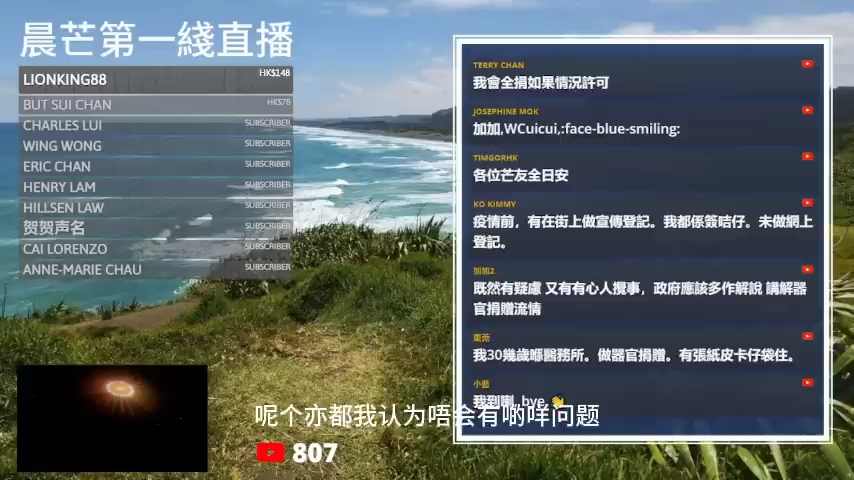 晨芒第一綫直播
LIONKING88 HK$148
BUT SUI CHAN HK$78
CHARLES LUI SUBSCRIBER
WING WONG SUBSCRIBER
ERIC CHAN SUBSCRIBER
HENRY LAM SUBSCRIBER
HILLSEN LAW SUBSCRIBER
贺贺声名 SUBSCRIBER
CAI LORENZO SUBSCRIBER
ANNE-MARIE CHAU SUBSCRIBER
TERRY CHAN
我會全捐如果情況許可
JOSEPHINE MOK
加加,WCuicui,:face-blue-smiling:
TIMGORHK
各位芒友全日安
KO KIMMY
疫情前，有在街上做宣傳登記。我都係簽咭仔。未做網上
登記。
加加2
既然有疑慮 又有有心人攪事，政府應該多作解說 講解器
官捐贈流情
我30幾歲喺醫務所。做器官捐贈。有張紙皮卡仔袋住。
我到喇,bye,👋
呢个亦都我认为唔会有啲咩问题
807